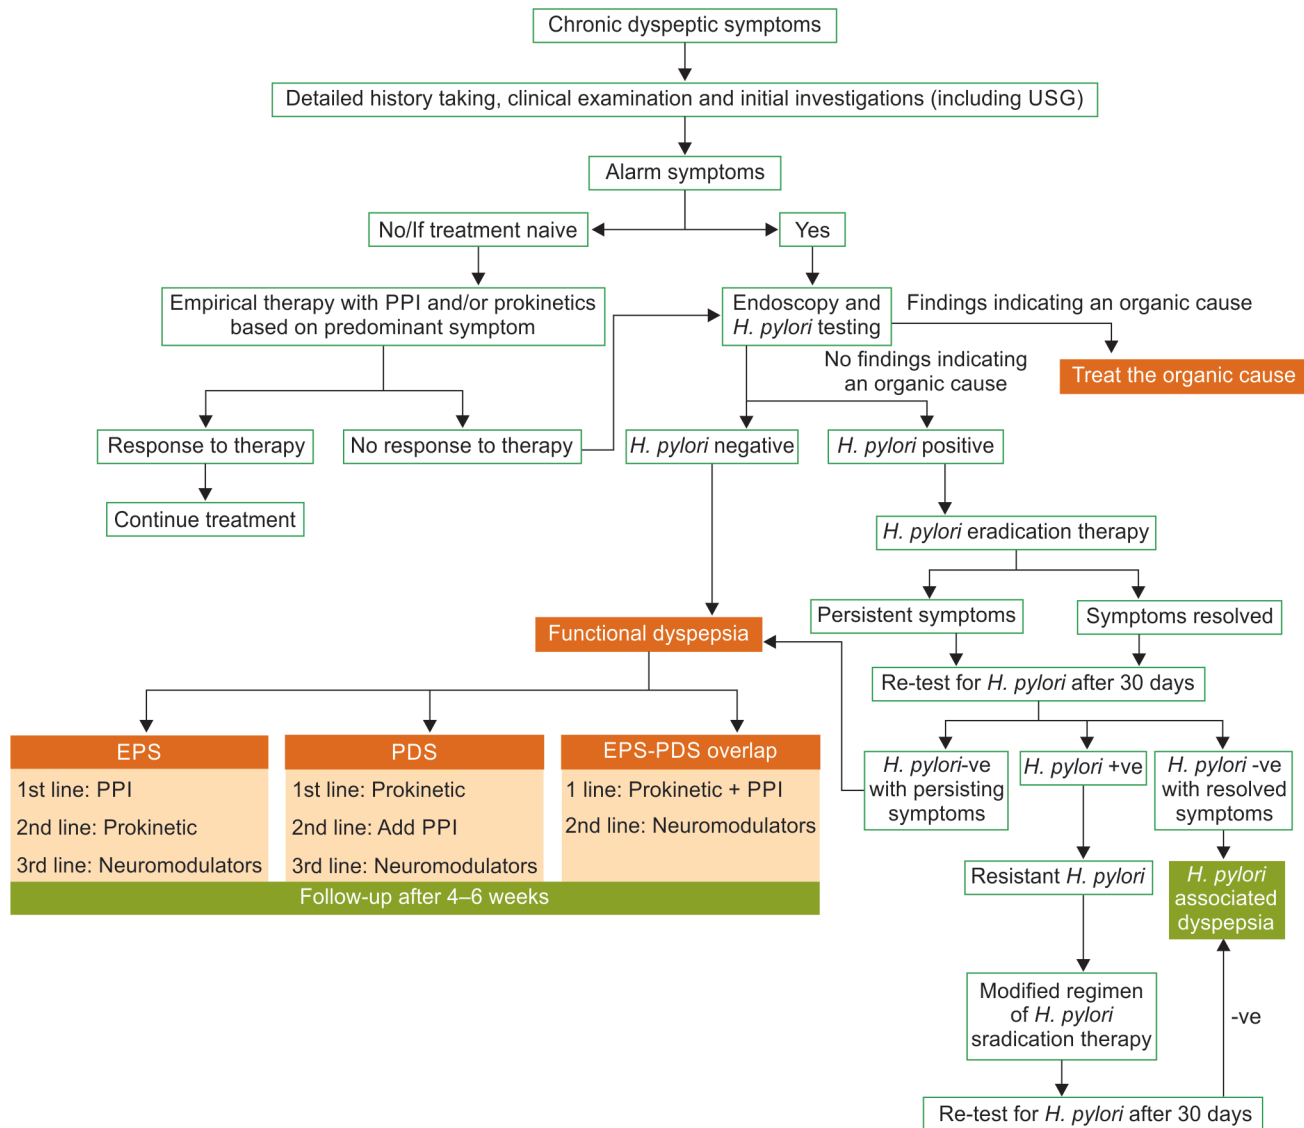 Chronic dyspeptic symptoms
Detailed history taking, clinical examination and initial investigations (including USG)
Alarm symptoms
No/If treatment naive
Yes
Empirical therapy with PPI and/or prokinetics
based on predominant symptom
Endoscopy and
H. pylori testing
Findings indicating an organic cause
No findings indicating
an organic cause
Treat the organic cause
Response to therapy
No response to therapy
H. pylori negative
H. pylori positive
Continue treatment
H. pylori eradication therapy
Persistent symptoms
Symptoms resolved
Functional dyspepsia
Re-test for H. pylori after 30 days
EPS
1st line: PPI
2nd line: Prokinetic
3rd line: Neuromodulators
PDS
1st line: Prokinetic
2nd line: Add PPI
3rd line: Neuromodulators
EPS-PDS overlap
1 line: Prokinetic + PPI
2nd line: Neuromodulators
Follow-up after 4–6 weeks
H. pylori-ve
with persisting
symptoms
H. pylori +ve
H. pylori -ve
with resolved
symptoms
Resistant H. pylori
H. pylori
associated
dyspepsia
Modified regimen
of H. pylori
sradication therapy
-ve
Re-test for H. pylori after 30 days